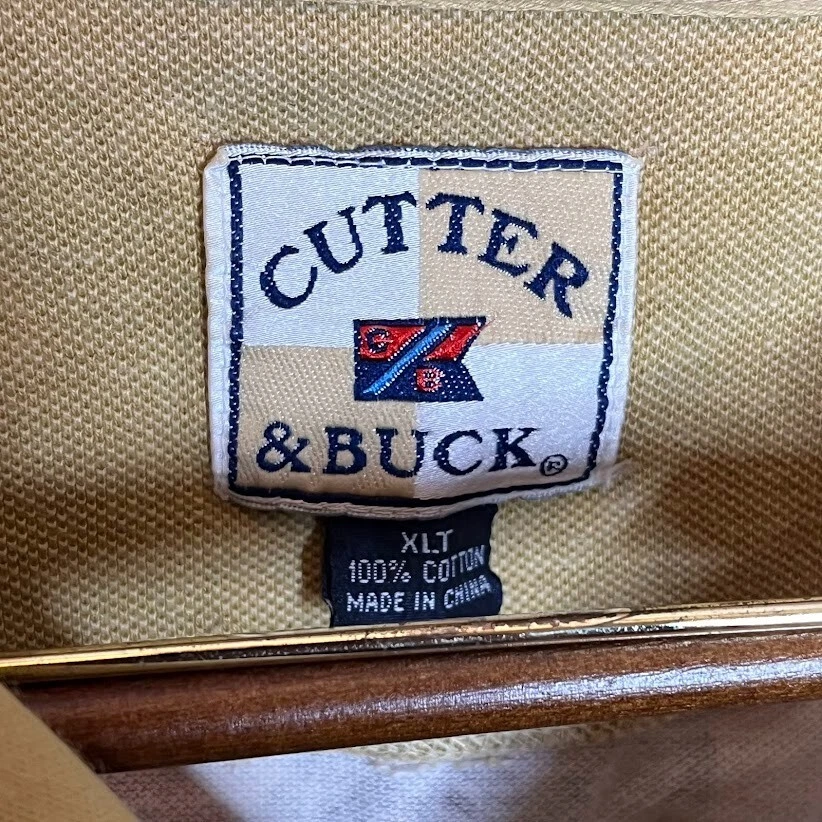 CUTTER
C
B
& BUCK®
XLT
100% COTTON
MADE IN CHINA